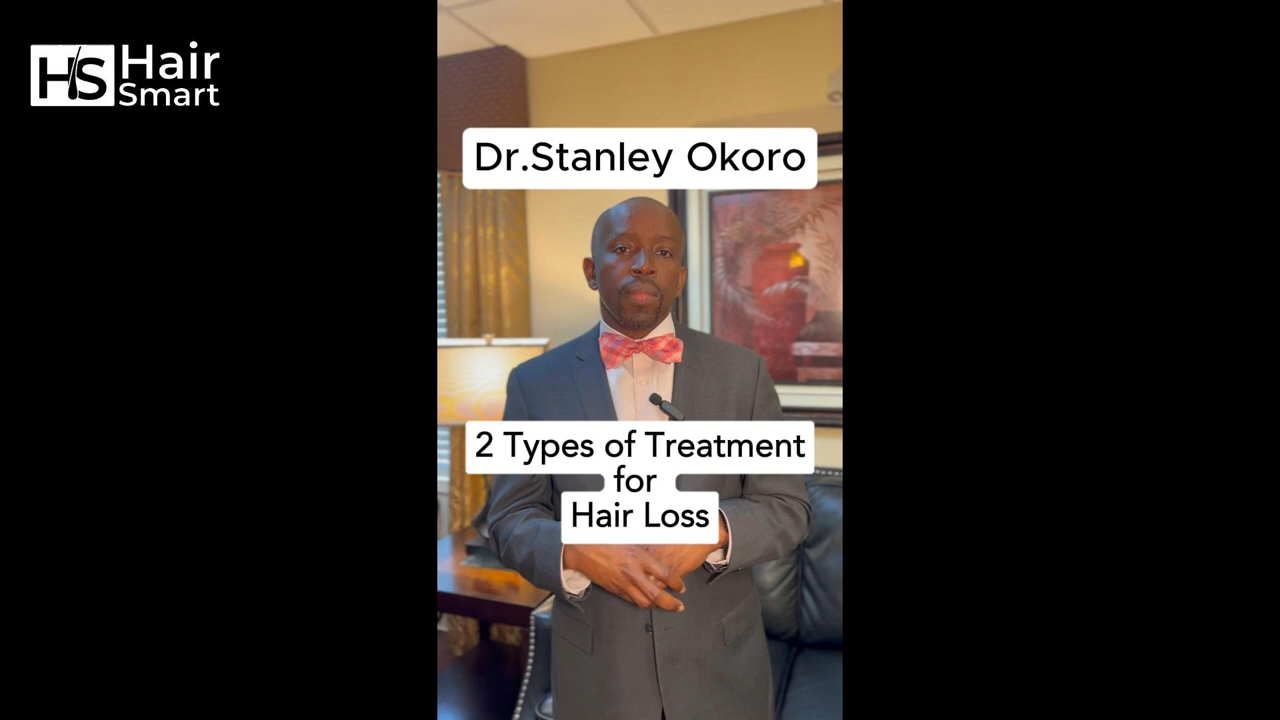 HS Hair
Smart
Dr.Stanley Okoro
2 Types of Treatment
for
Hair Loss